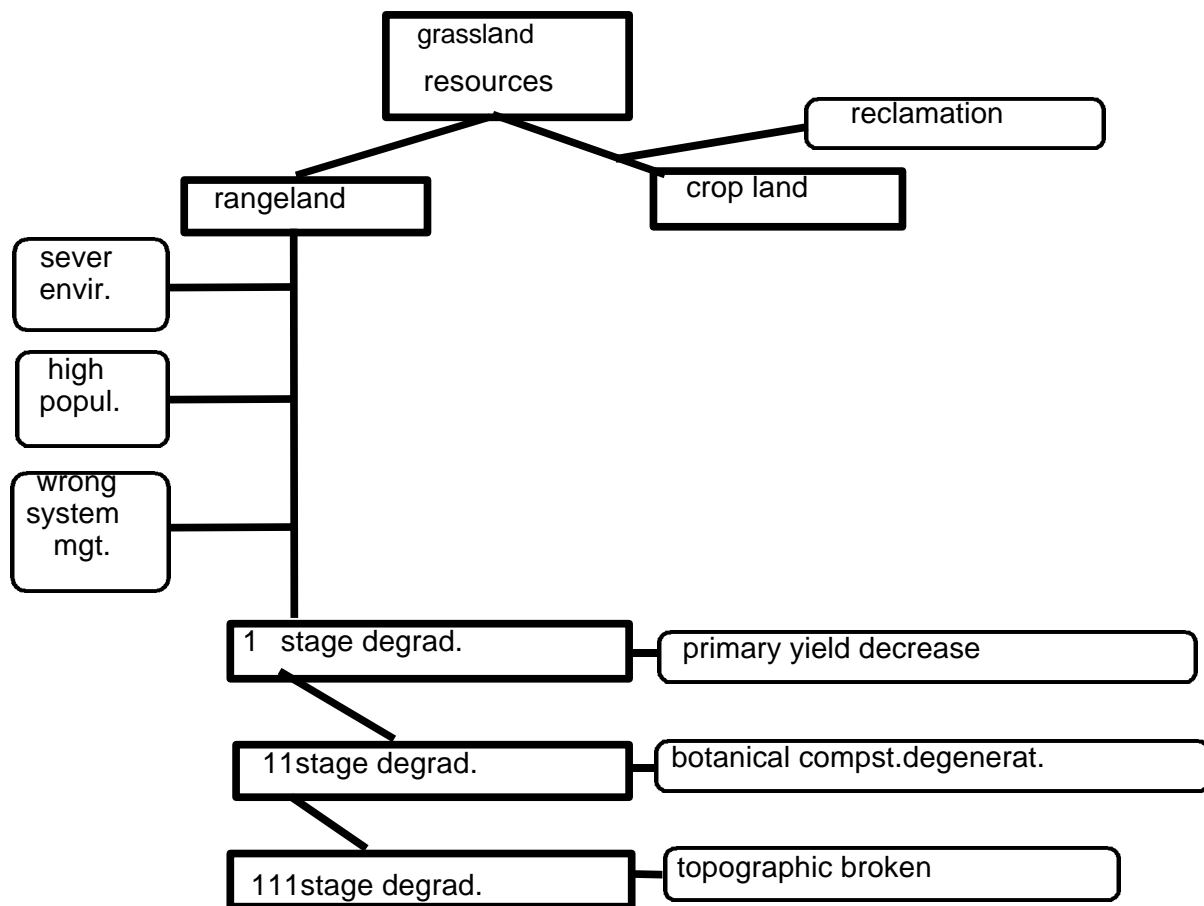 grassland
resources
reclamation
rangeland
crop land
sever
envir.
high
popul.
wrong
system
mgt.
1 stage degrad.
primary yield decrease
11stage degrad.
botanical compst.degenerat.
111stage degrad.
topographic broken